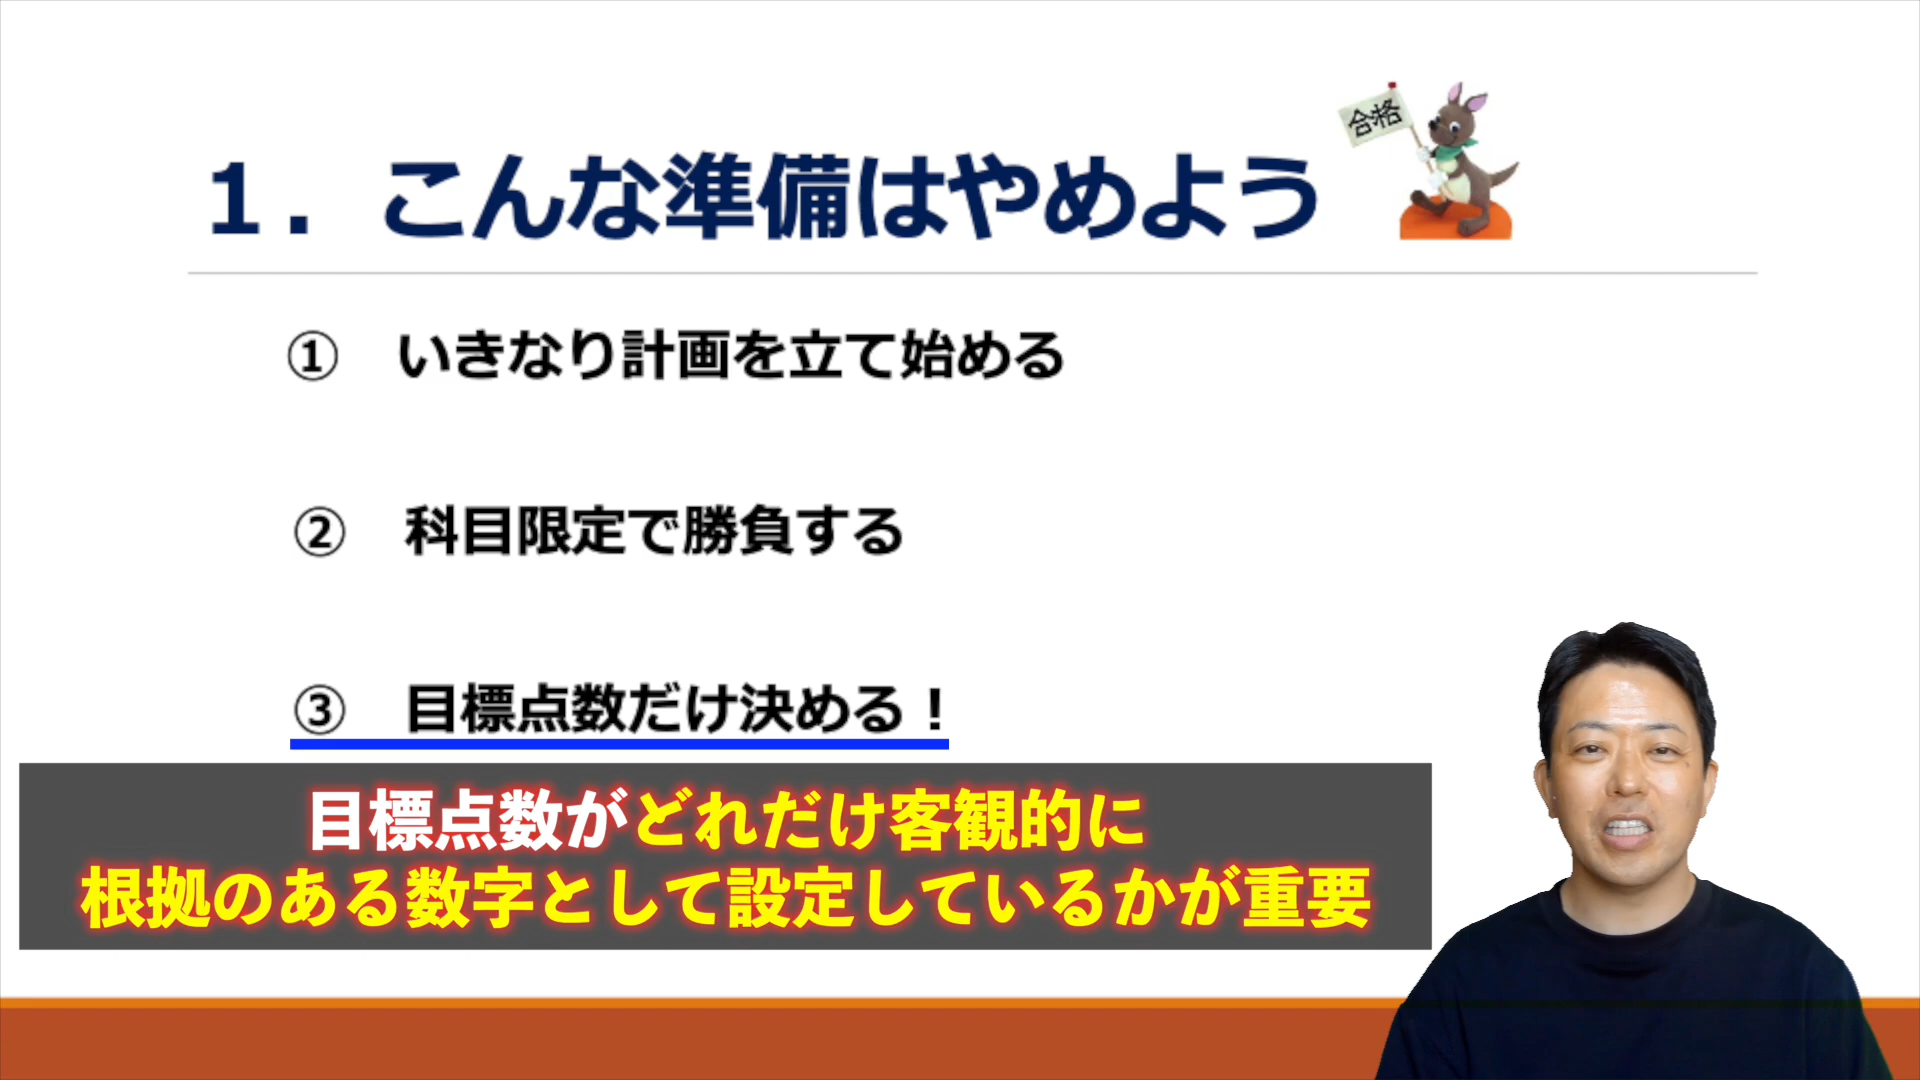 合格
１．こんな準備はやめよう
① いきなり計画を立て始める
② 科目限定で勝負する
③ 目標点数だけ決める！
目標点数がどれだけ客観的に
根拠のある数字として設定しているかが重要